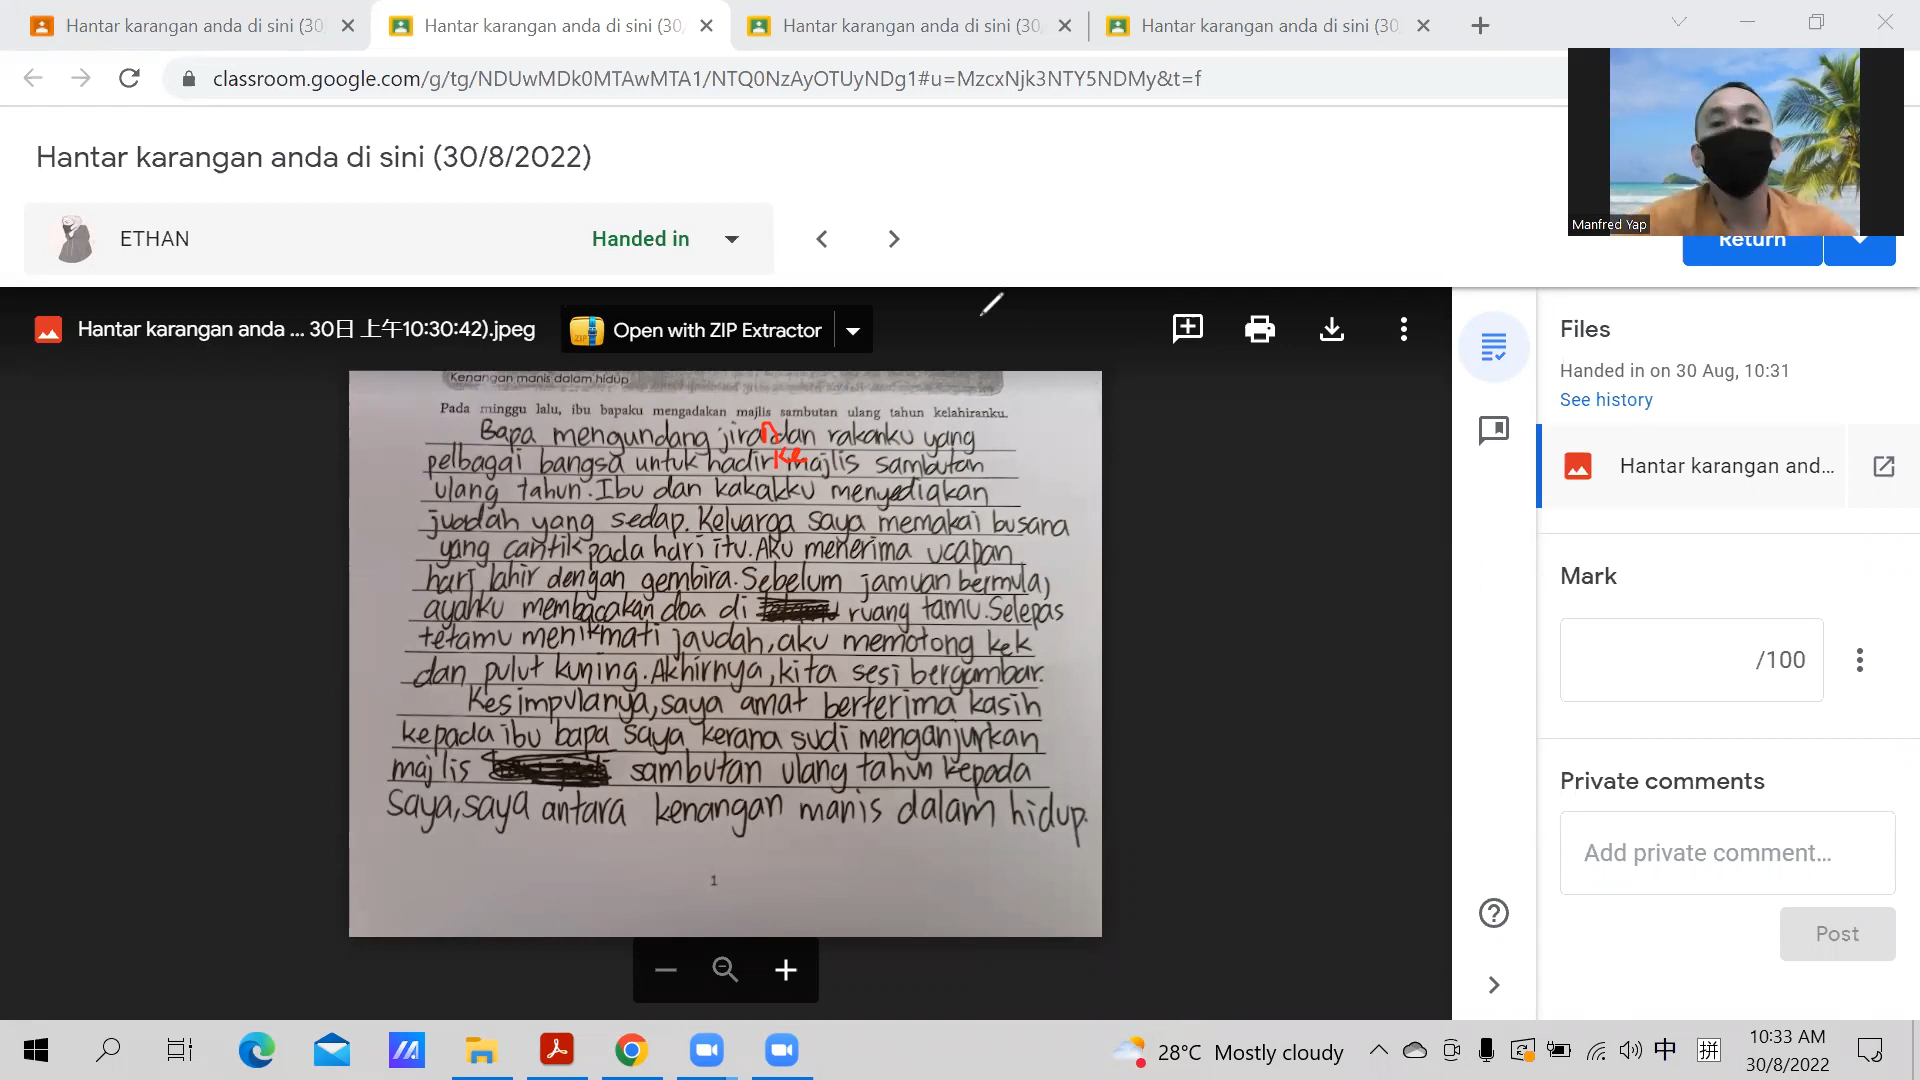 Hantar karangan anda di sini (30
Hantar karangan anda di sini (30
Hantar karangan anda di sini (30
Hantar karangan anda di sini (30
classroom.google.com/g/tg/NDUwMDk0MTAwMTA1/NTQ0NzAyOTUyNDg1#u=MzcxNjk3NTY5NDMy&t=f
Hantar karangan anda di sini (30/8/2022)
Manfred Yap
ETHAN
Handed in
Return
Hantar karangan anda ... 30日 上午10:30:42).jpeg
ZIP
Open with ZIP Extractor
Kenangan manis dalam hidup
Pada minggu lalu, ibu bapaku mengadakan majlis sambutan ulang tahun kelahiranku.
Bapa mengundang jiran dan rakanku yang
ke
pelbagai bangsa untuk hadir majlis sambutan
ulang tahun. Ibu dan kakakku menyediakan
juadah yang sedap. Keluarga saya memakai busana
yang cantik pada hari itu. Aku menerima ucapan
hari lahir dengan gembira. Sebelum jamuan bermula,
ayahku membacakan doa di ruang tamu. Selepas
tetamu menikmati jaudah, aku memotong kek
dan pulut kuning. Akhirnya, kita sesi bergambar.
Kesimpulanya, saya amat berterima kasih
kepada ibu bapa saya kerana sudi menganjurkan
majlis sambutan ulang tahun kepada
saya, saya antara kenangan manis dalam hidup.
1
Files
Handed in on 30 Aug, 10:31
See history
Hantar karangan and...
Mark
/100
Private comments
Add private comment...
Post
28°C Mostly cloudy
中
拼
10:33 AM
30/8/2022